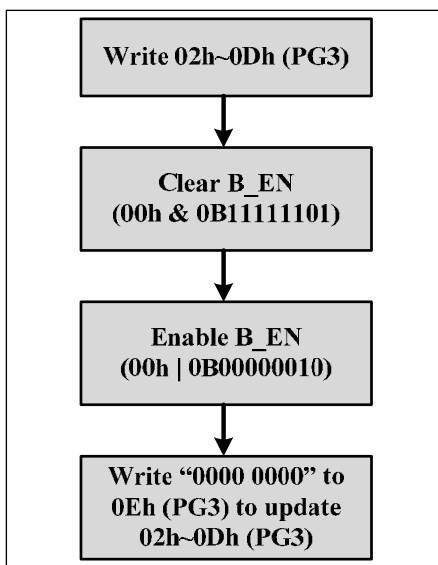 Write 02h~0Dh (PG3)
Clear B_EN
(00h & 0B11111101)
Enable B_EN
(00h | 0B00000010)
Write “0000 0000” to
0Eh (PG3) to update
02h~0Dh (PG3)